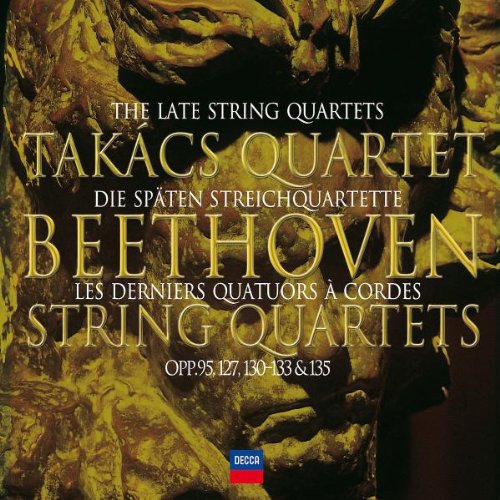 THE LATE STRING QUARTETS
TAKÁCS QUARTET
DIE SPÄTEN STREICHQUARTETTE
BEETHOVEN
LES DERNIERS QUATUORS À CORDES
STRING QUARTETS
OPP.95, 127, 130-133 & 135
DECCA